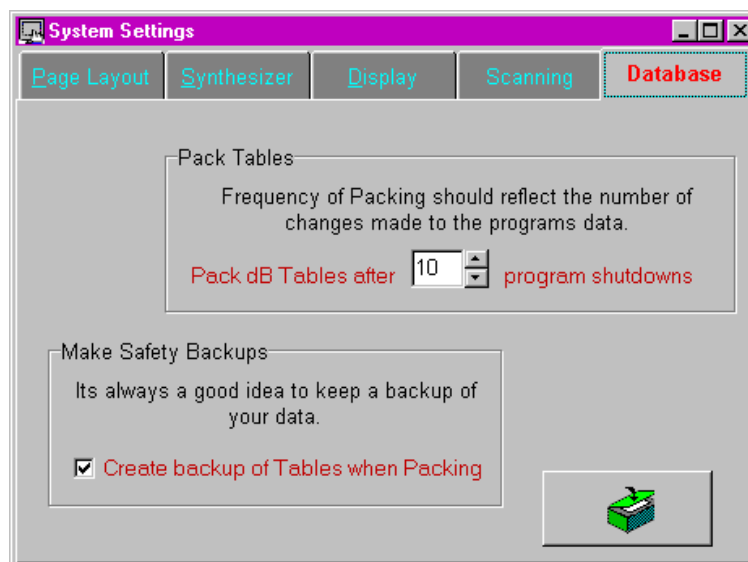 System Settings
Page Layout Synthesizer Display Scanning Database
Pack Tables
Frequency of Packing should reflect the number of
changes made to the programs data.
Pack dB Tables after 10 program shutdowns
Make Safety Backups
Its always a good idea to keep a backup of
your data.
Create backup of Tables when Packing